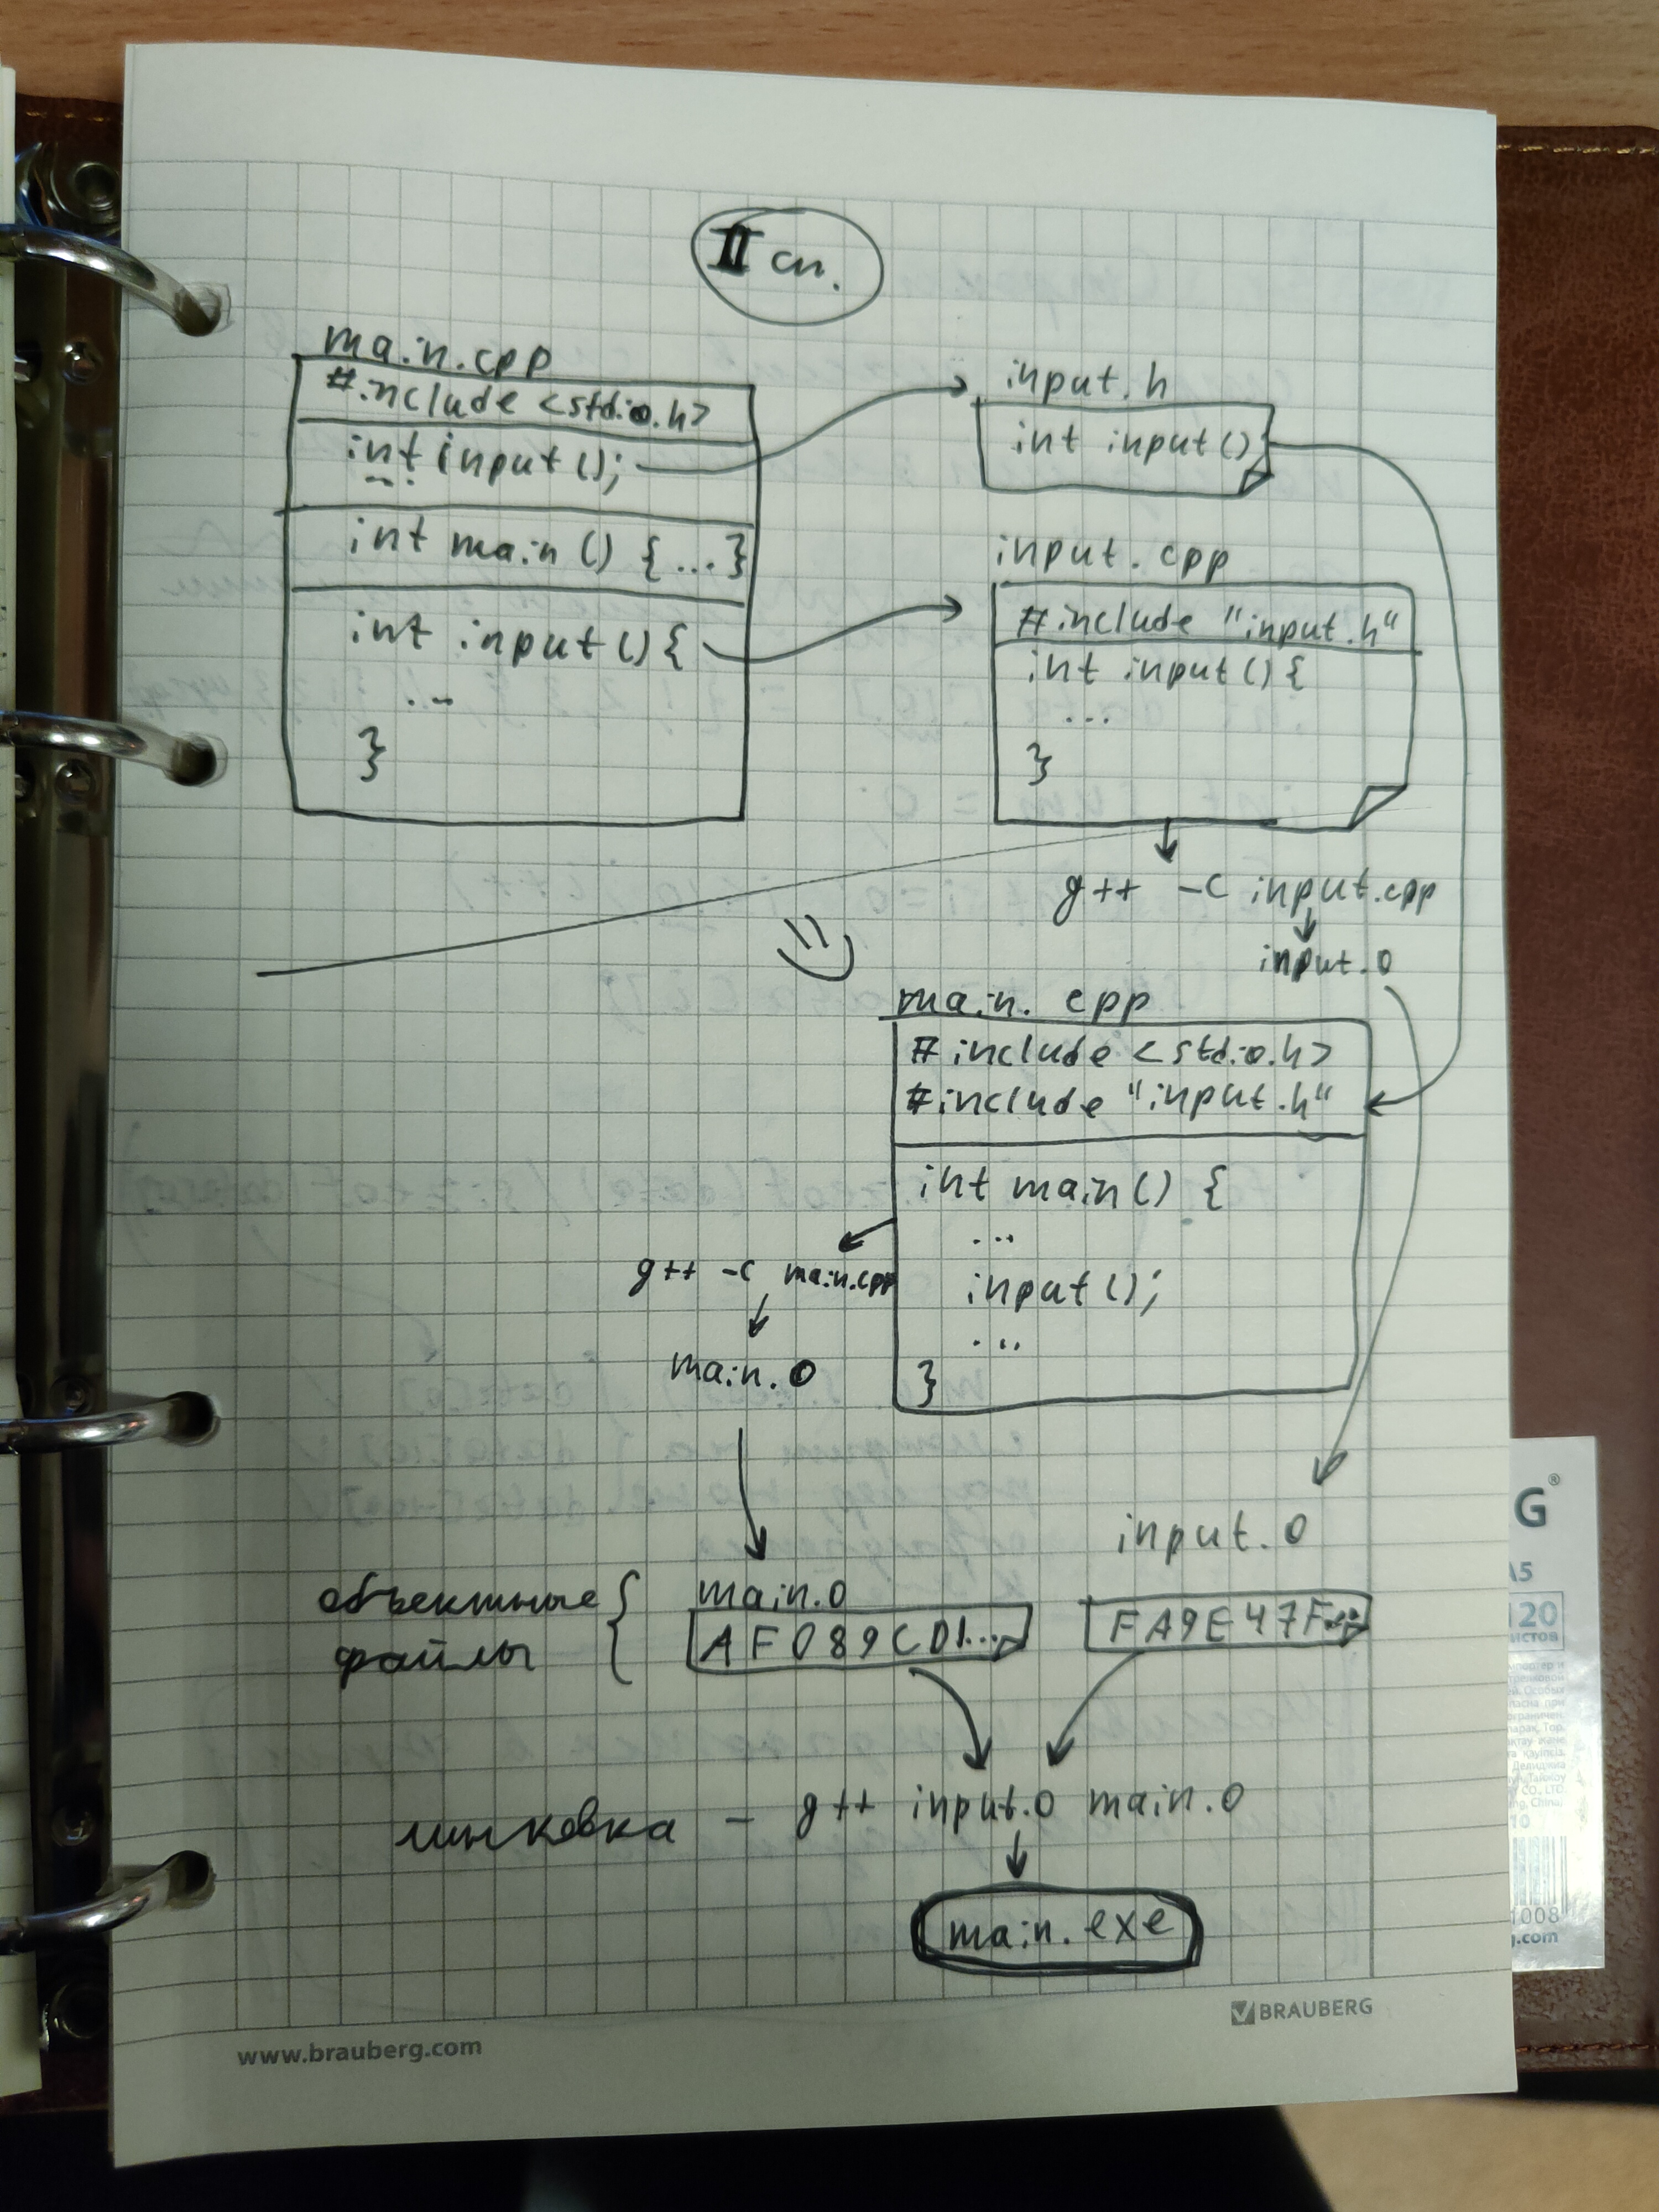 II сп.
main.cpp
#include <stdio.h>
int input();
...
int main() {...}
int input() {
...
}
input.h
int input();
input.cpp
#include "input.h"
int input() {
...
}
g++ -c input.cpp
input.o
main.cpp
#include <stdio.h>
#include "input.h"
int main() {
...
input();
...
}
g++ -c main.cpp
main.o
input.o
объектные
файлы
main.o
AF089CD1...
FA9E47F...
линковка - g++ input.o main.o
main.exe
BRAUBERG
www.brauberg.com
G®
A5
120
1008